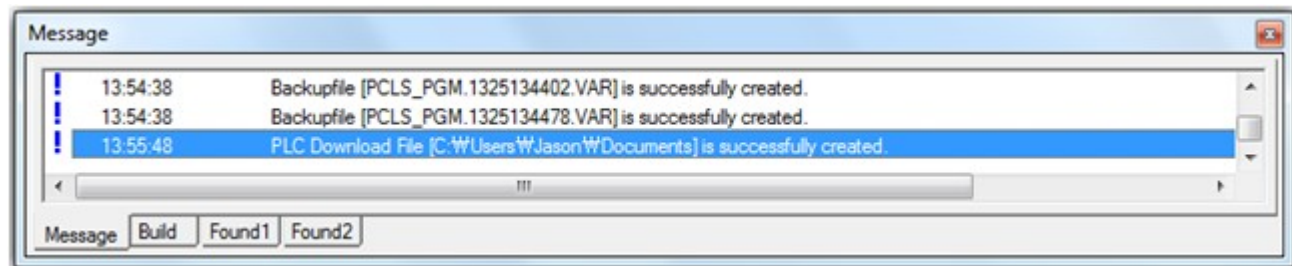 Message
! 13:54:38 Backupfile [PCLS_PGM.1325134402.VAR] is successfully created.
! 13:54:38 Backupfile [PCLS_PGM.1325134478.VAR] is successfully created.
! 13:55:48 PLC Download File [C:₩Users₩Jason₩Documents] is successfully created.
Message Build Found1 Found2